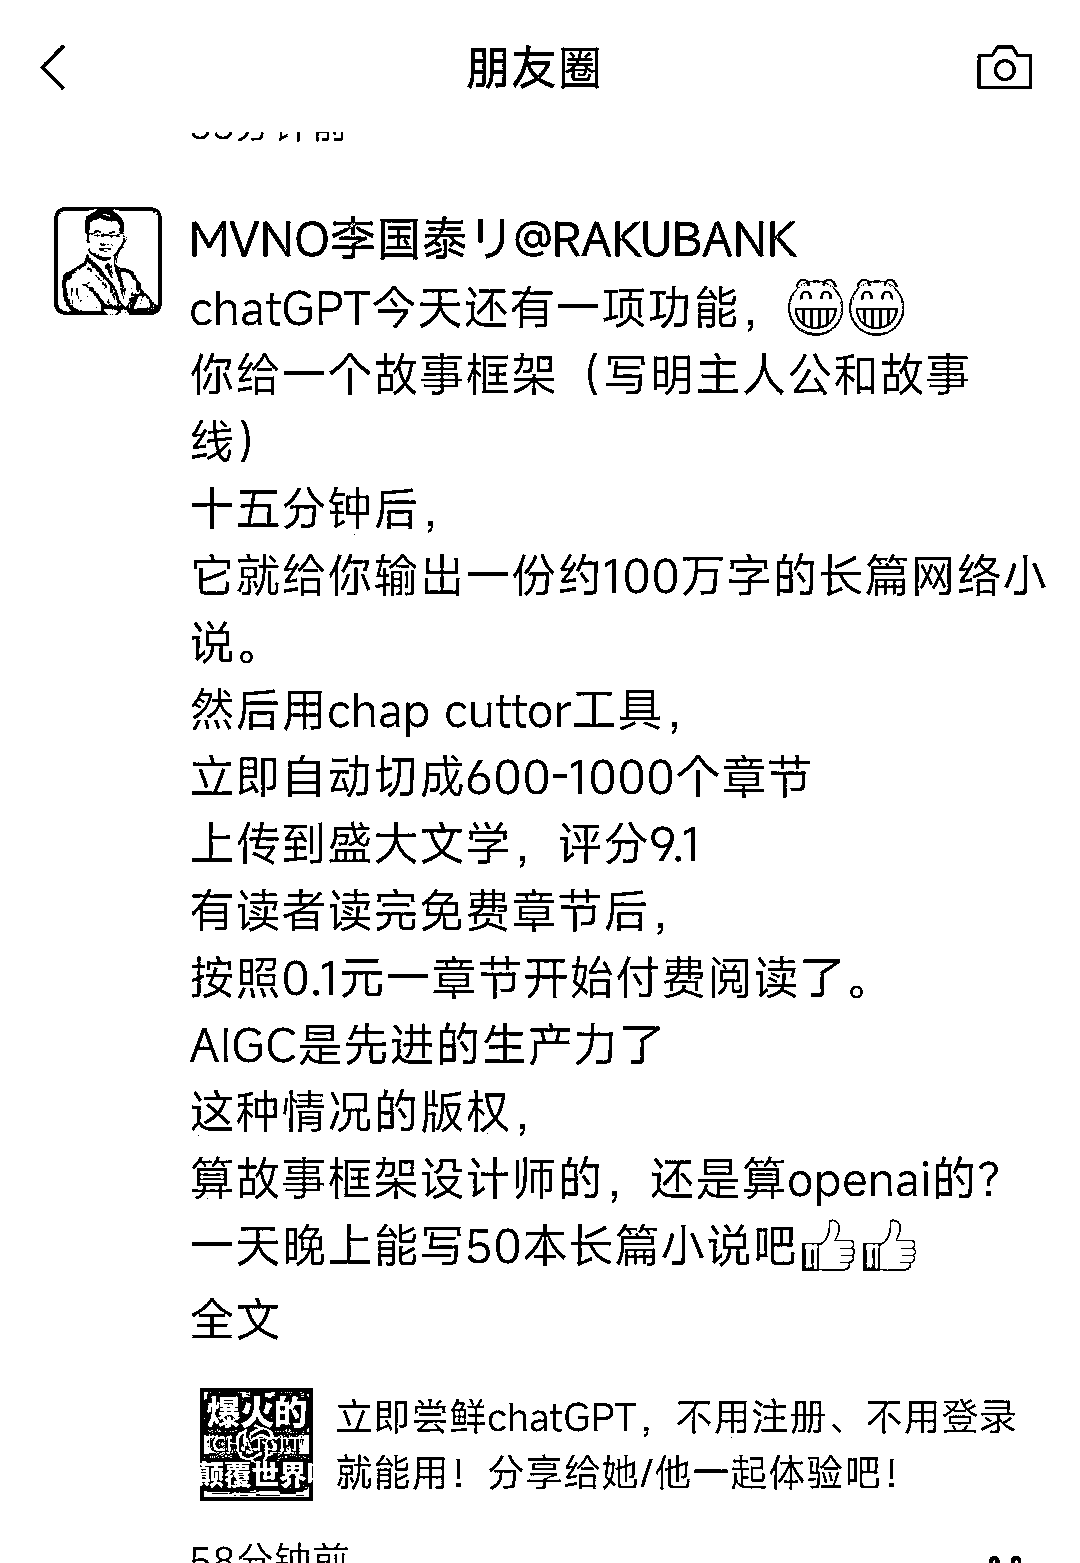 朋友圈
MVNO李国泰リ@RAKUBANK
chatGPT今天还有一项功能，
你给一个故事框架（写明主人公和故事
线）
十五分钟后，
它就给你输出一份约100万字的长篇网络小
说。
然后用chap cuttor工具，
立即自动切成600-1000个章节
上传到盛大文学，评分9.1
有读者读完免费章节后，
按照0.1元一章节开始付费阅读了。
AIGC是先进的生产力了
这种情况的版权，
算故事框架设计师的，还是算openai的？
一天晚上能写50本长篇小说吧
全文
爆火的
CHATGPT
颠覆世界
立即尝鲜chatGPT，不用注册、不用登录
就能用！分享给她/他一起体验吧！
58分钟前